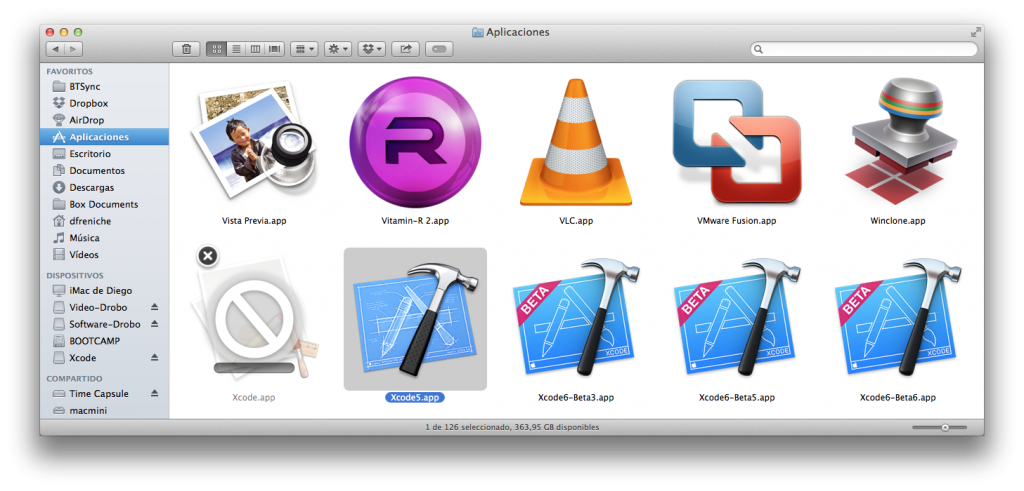 Aplicaciones
FAVORITOS
BTSync
Dropbox
AirDrop
Aplicaciones
Escritorio
Documentos
Descargas
Box Documents
dfreniche
Música
Vídeos
DISPOSITIVOS
iMac de Diego
Video-Drobo
Software-Drobo
BOOTCAMP
Xcode
COMPARTIDO
Time Capsule
macmini
R
Vista Previa.app
Vitamin-R 2.app
VLC.app
VMware Fusion.app
Winclone.app
BETA
XCODE
BETA
XCODE
BETA
XCODE
Xcode.app
Xcode5.app
Xcode6-Beta3.app
Xcode6-Beta5.app
Xcode6-Beta6.app
1 de 126 seleccionado, 363,95 GB disponibles